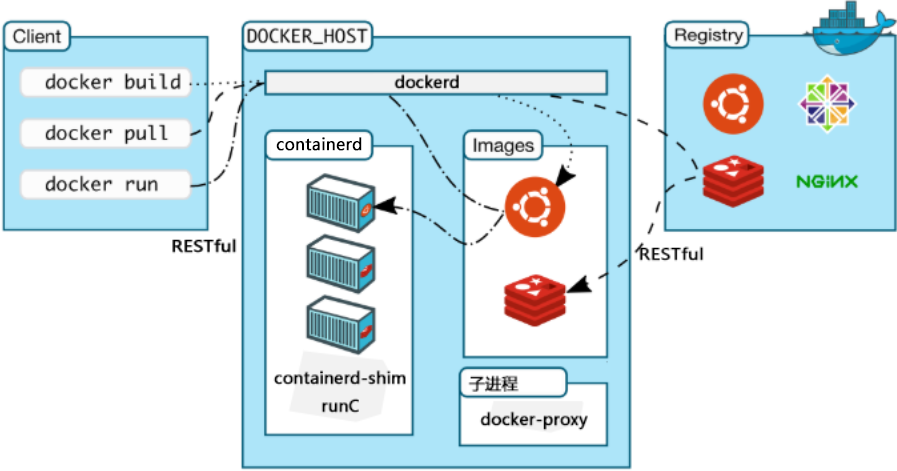 Client
docker build
docker pull
docker run
RESTful
DOCKER_HOST
dockerd
containerd
containerd-shim
runC
Images
子进程
docker-proxy
Registry
NGiNX
RESTful